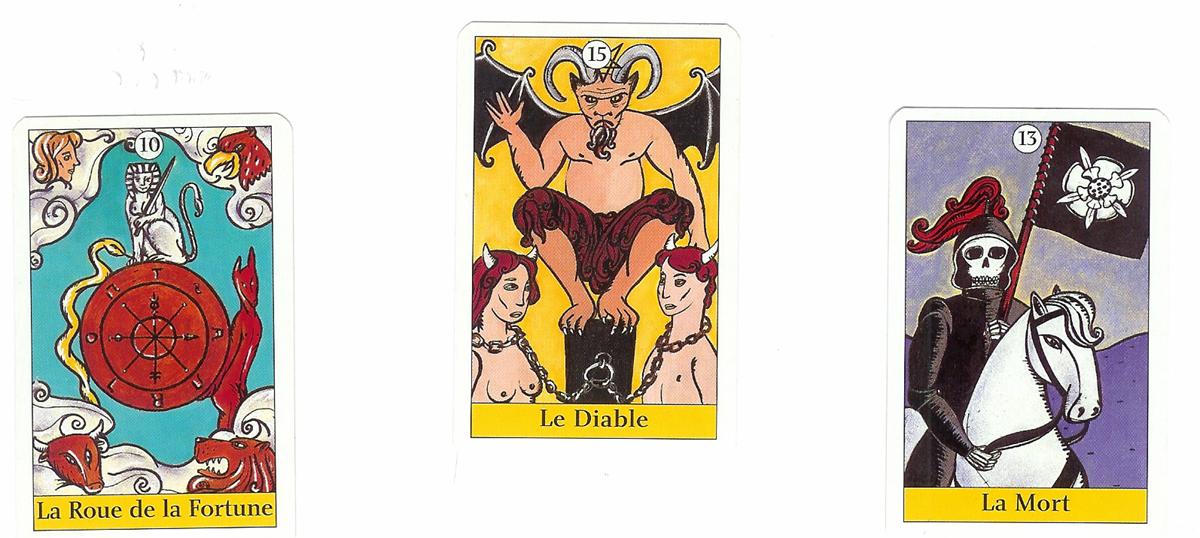 10
La Roue de la Fortune
15
Le Diable
13
La Mort